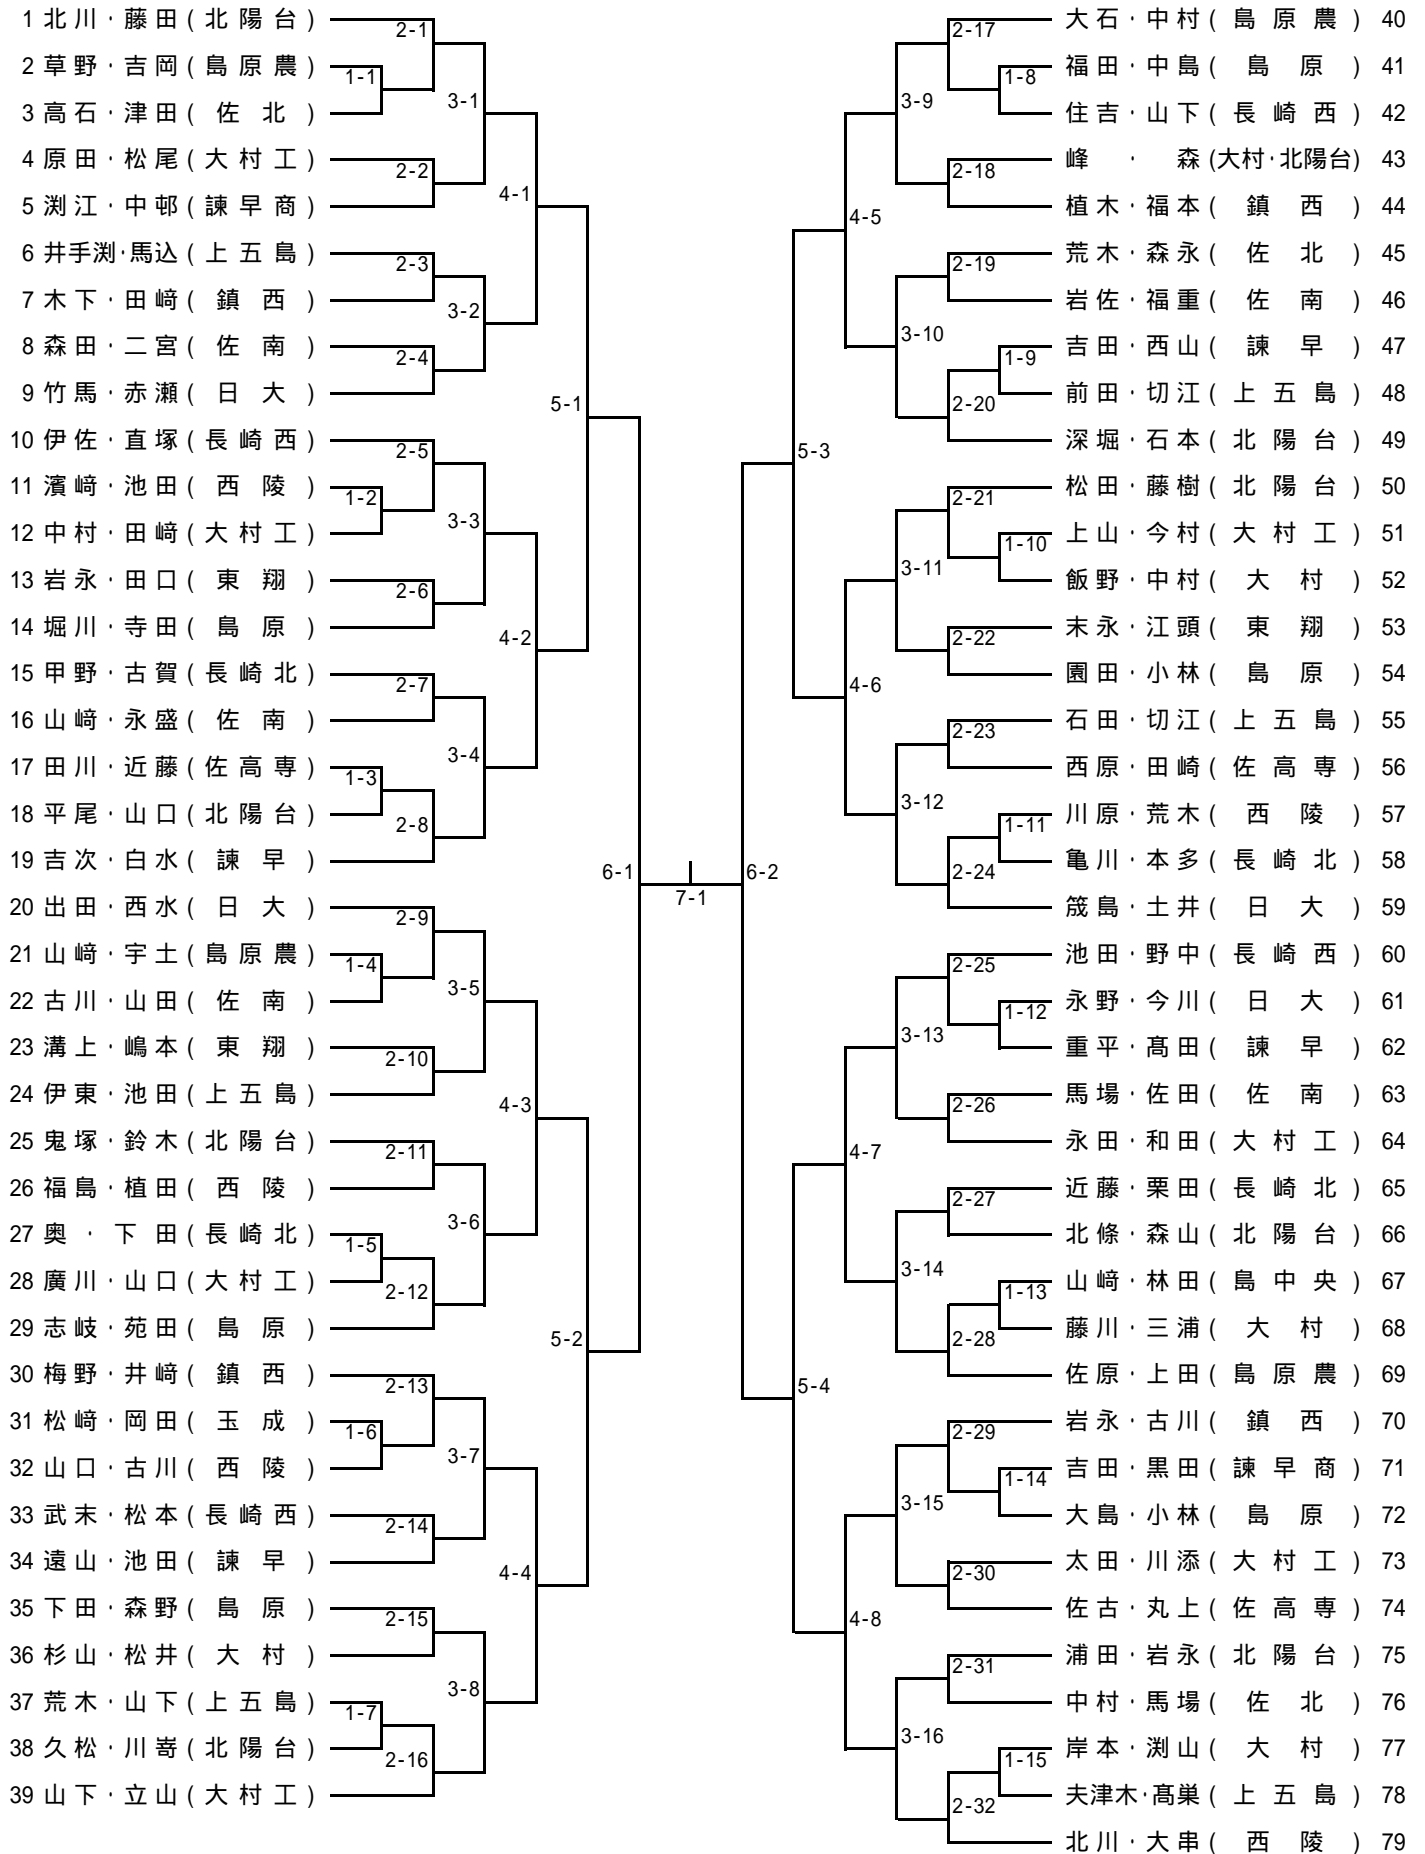 1 北川・藤田(北陽台)
2 草野・吉岡(島原農)
3 高石・津田(佐北)
4 原田・松尾(大村工)
5 渕江・中邨(諫早商)
6 井手渕・馬込(上五島)
7 木下・田﨑(鎮西)
8 森田・二宮(佐南)
9 竹馬・赤瀬(日大)
10 伊佐・直塚(長崎西)
11 濱﨑・池田(西陵)
12 中村・田﨑(大村工)
13 岩永・田口(東翔)
14 堀川・寺田(島原)
15 甲野・古賀(長崎北)
16 山﨑・永盛(佐南)
17 田川・近藤(佐高専)
18 平尾・山口(北陽台)
19 吉次・白水(諫早)
20 出田・西水(日大)
21 山﨑・宇土(島原農)
22 古川・山田(佐南)
23 溝上・嶋本(東翔)
24 伊東・池田(上五島)
25 鬼塚・鈴木(北陽台)
26 福島・植田(西陵)
27 奥・下田(長崎北)
28 廣川・山口(大村工)
29 志岐・苑田(島原)
30 梅野・井﨑(鎮西)
31 松﨑・岡田(玉成)
32 山口・古川(西陵)
33 武末・松本(長崎西)
34 遠山・池田(諫早)
35 下田・森野(島原)
36 杉山・松井(大村)
37 荒木・山下(上五島)
38 久松・川嵜(北陽台)
39 山下・立山(大村工)
1-1
1-2
1-3
1-4
1-5
1-6
1-7
2-1
2-2
2-3
2-4
2-5
2-6
2-7
2-8
2-9
2-10
2-11
2-12
2-13
2-14
2-15
2-16
3-1
3-2
3-3
3-4
3-5
3-6
3-7
3-8
4-1
4-2
4-3
4-4
5-1
5-2
6-1
7-1
6-2
5-3
5-4
4-5
4-6
4-7
4-8
3-9
3-10
3-11
3-12
3-13
3-14
3-15
3-16
2-17
2-18
2-19
2-20
2-21
2-22
2-23
2-24
2-25
2-26
2-27
2-28
2-29
2-30
2-31
2-32
1-8
1-9
1-10
1-11
1-12
1-13
1-14
1-15
大石・中村(島原農) 40
福田・中島(島原) 41
住吉・山下(長崎西) 42
峰・森(大村・北陽台) 43
植木・福本(鎮西) 44
荒木・森永(佐北) 45
岩佐・福重(佐南) 46
吉田・西山(諫早) 47
前田・切江(上五島) 48
深堀・石本(北陽台) 49
松田・藤樹(北陽台) 50
上山・今村(大村工) 51
飯野・中村(大村) 52
末永・江頭(東翔) 53
園田・小林(島原) 54
石田・切江(上五島) 55
西原・田崎(佐高専) 56
川原・荒木(西陵) 57
亀川・本多(長崎北) 58
筬島・土井(日大) 59
池田・野中(長崎西) 60
永野・今川(日大) 61
重平・髙田(諫早) 62
馬場・佐田(佐南) 63
永田・和田(大村工) 64
近藤・栗田(長崎北) 65
北條・森山(北陽台) 66
山﨑・林田(島中央) 67
藤川・三浦(大村) 68
佐原・上田(島原農) 69
岩永・古川(鎮西) 70
吉田・黒田(諫早商) 71
大島・小林(島原) 72
太田・川添(大村工) 73
佐古・丸上(佐高専) 74
浦田・岩永(北陽台) 75
中村・馬場(佐北) 76
岸本・渕山(大村) 77
夫津木・髙巣(上五島) 78
北川・大串(西陵) 79